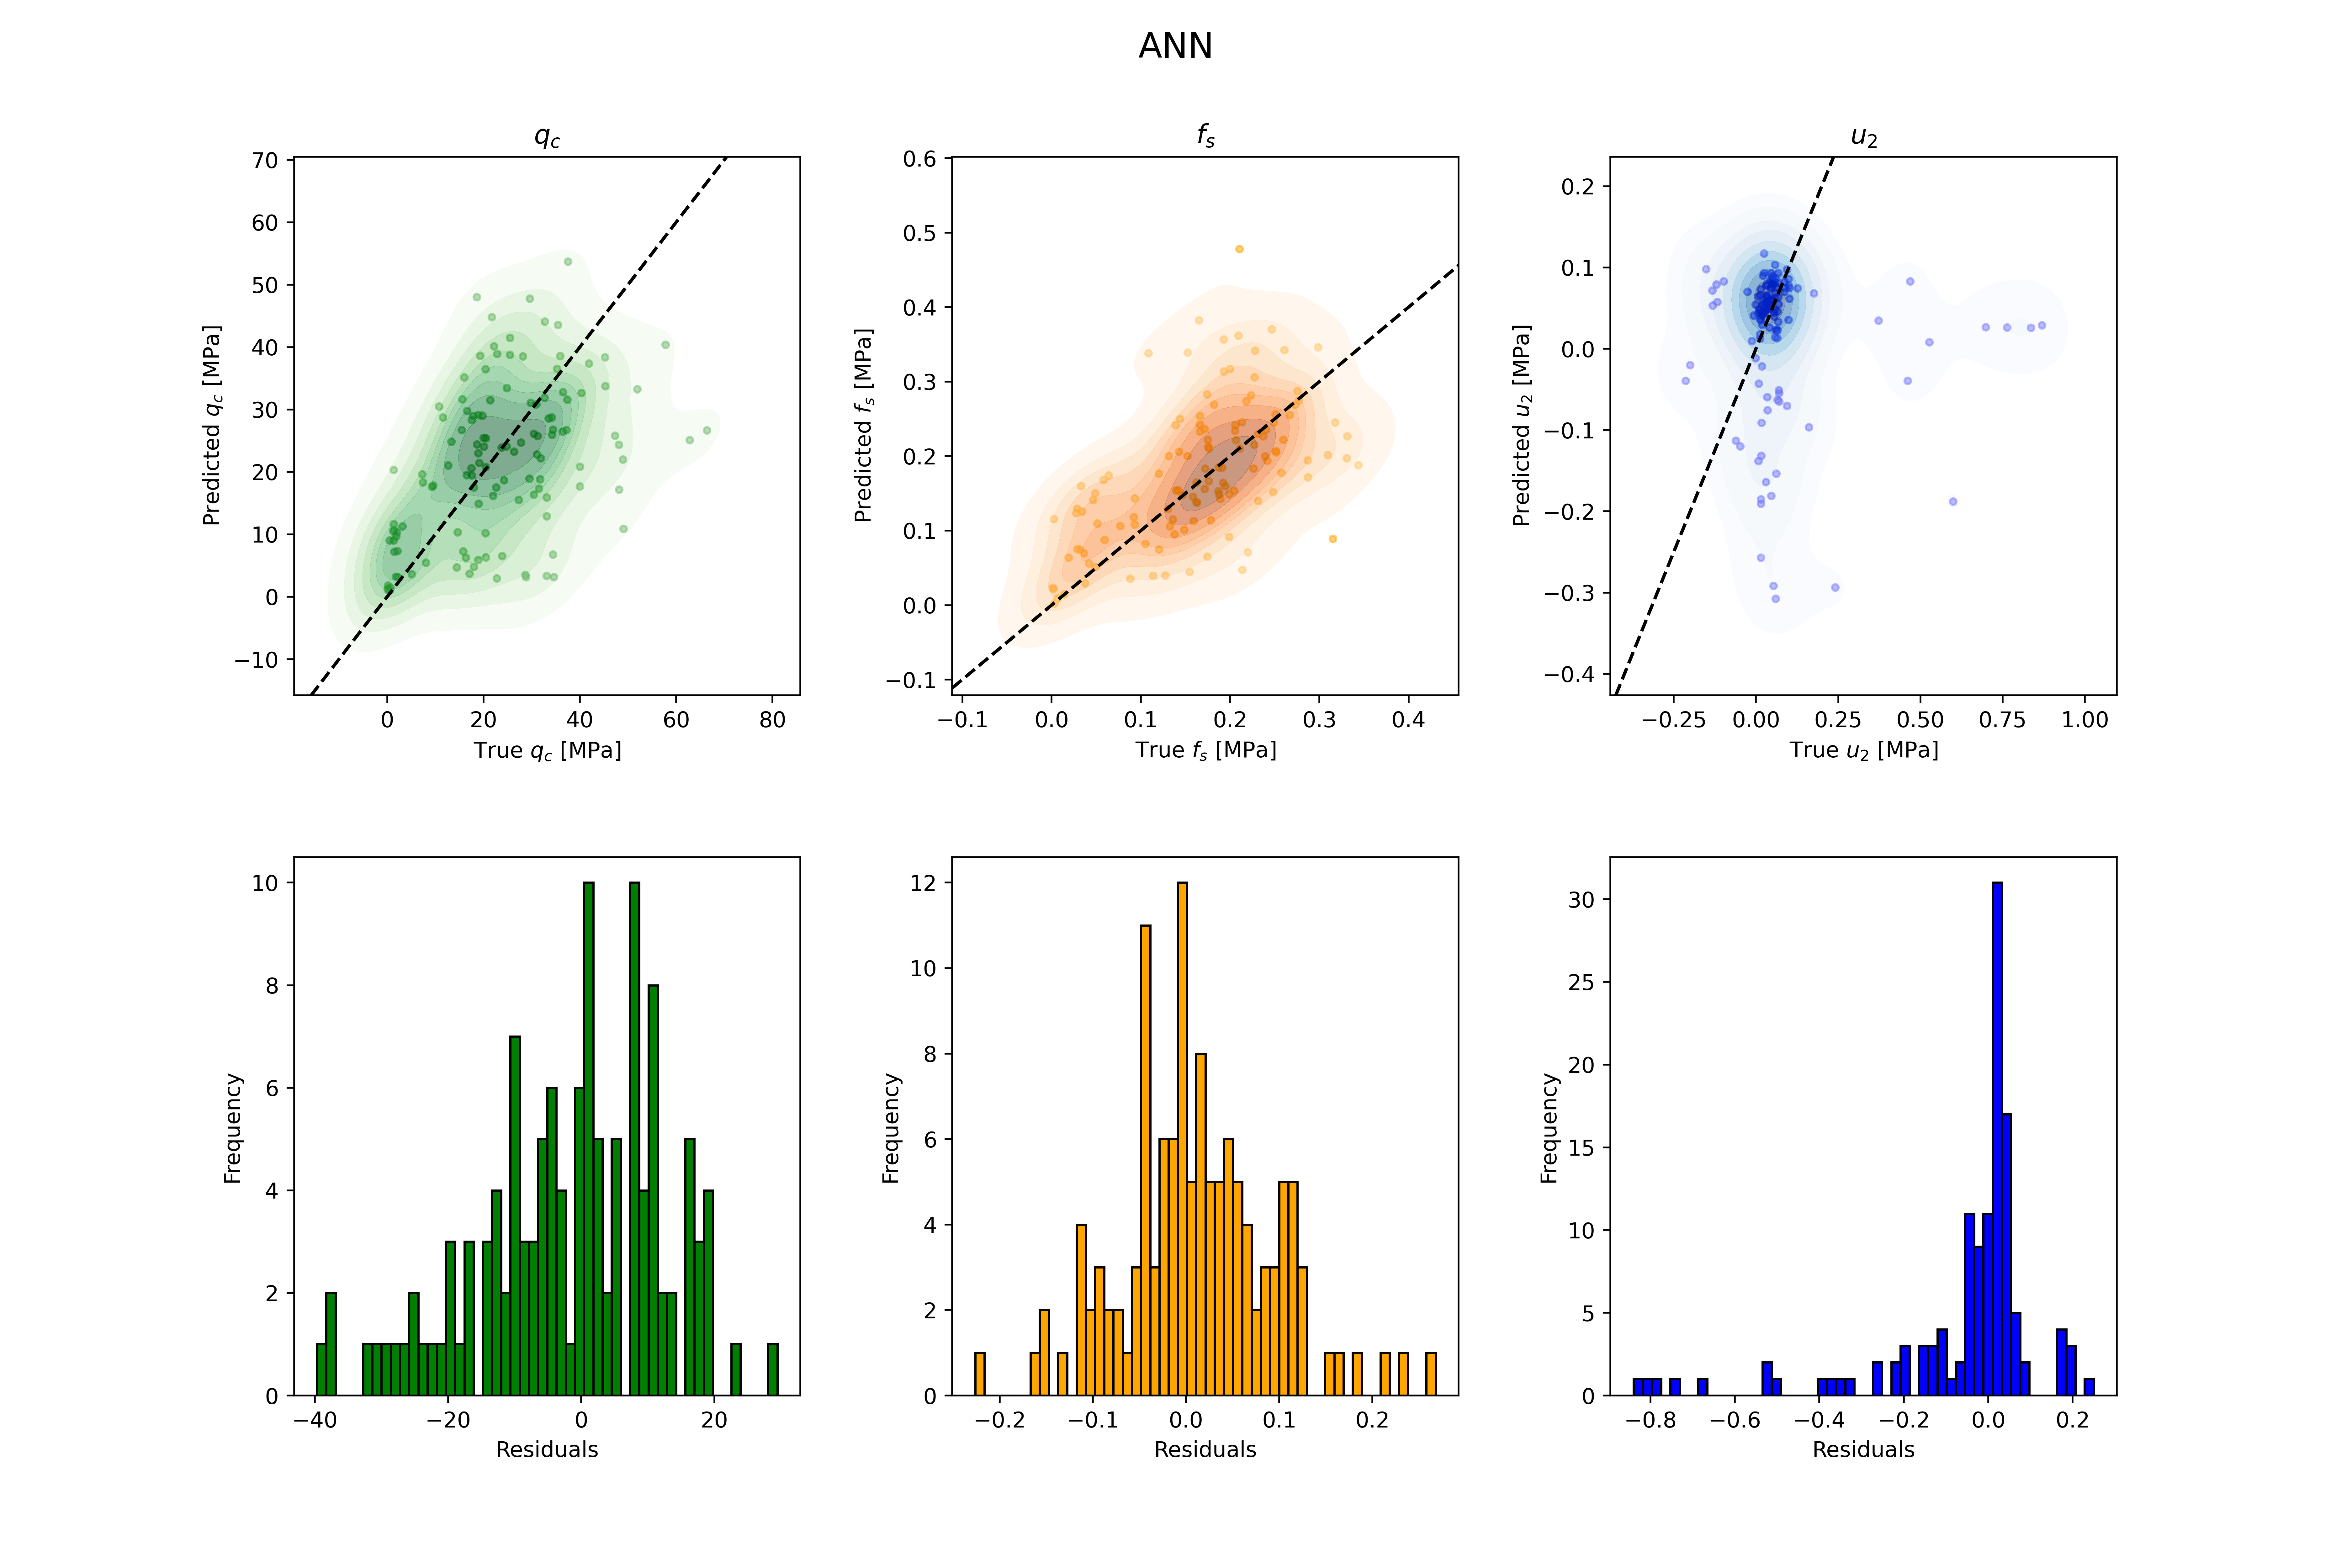 ANN
q_c
70
60
50
40
30
20
10
0
−10
Predicted q_c [MPa]
0 20 40 60 80
True q_c [MPa]
f_s
0.6
0.5
0.4
0.3
0.2
0.1
0.0
−0.1
Predicted f_s [MPa]
−0.1 0.0 0.1 0.2 0.3 0.4
True f_s [MPa]
u_2
0.2
0.1
0.0
−0.1
−0.2
−0.3
−0.4
Predicted u_2 [MPa]
−0.25 0.00 0.25 0.50 0.75 1.00
True u_2 [MPa]
10
8
6
4
2
0
Frequency
−40 −20 0 20
Residuals
12
10
8
6
4
2
0
Frequency
−0.2 −0.1 0.0 0.1 0.2
Residuals
30
25
20
15
10
5
0
Frequency
−0.8 −0.6 −0.4 −0.2 0.0 0.2
Residuals